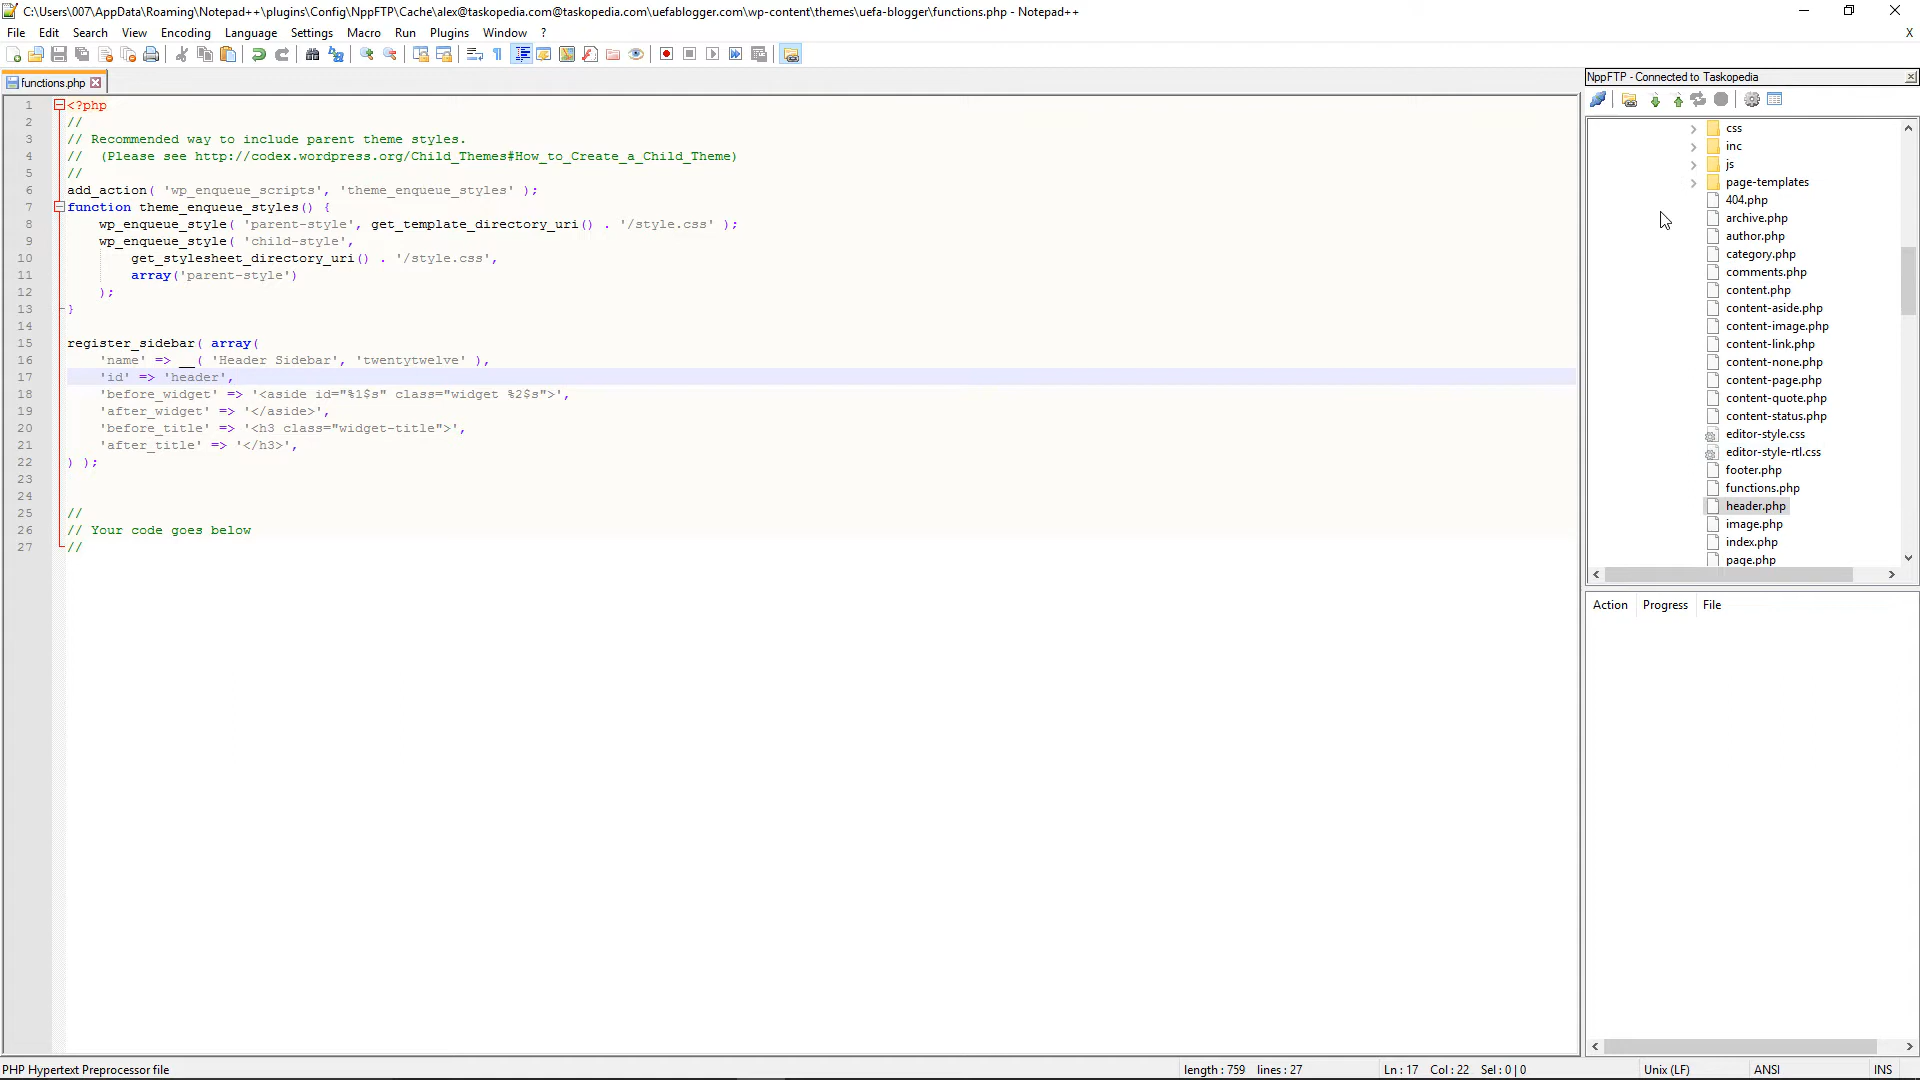 C:\Users\007\AppData\Roaming\Notepad++\plugins\Config\NppFTP\Cache\alex@taskopedia.com@taskopedia.com\uefablogger.com\wp-content\themes\uefa-blogger\functions.php - Notepad++
File Edit Search View Encoding Language Settings Macro Run Plugins Window ? X
functions.php
1 <?php
2 //
3 // Recommended way to include parent theme styles.
4 //  (Please see http://codex.wordpress.org/Child_Themes#How_to_Create_a_Child_Theme)
5 //
6 add_action( 'wp_enqueue_scripts', 'theme_enqueue_styles' );
7 function theme_enqueue_styles() {
8     wp_enqueue_style( 'parent-style', get_template_directory_uri() . '/style.css' );
9     wp_enqueue_style( 'child-style',
10         get_stylesheet_directory_uri() . '/style.css',
11         array('parent-style')
12     );
13 }
14
15 register_sidebar( array(
16     'name' => __( 'Header Sidebar', 'twentytwelve' ),
17     'id' => 'header',
18     'before_widget' => '<aside id="%1$s" class="widget %2$s">',
19     'after_widget' => '</aside>',
20     'before_title' => '<h3 class="widget-title">',
21     'after_title' => '</h3>',
22 ) );
23
24
25 //
26 // Your code goes below
27 //
NppFTP - Connected to Taskopedia
css
inc
js
page-templates
404.php
archive.php
author.php
category.php
comments.php
content.php
content-aside.php
content-image.php
content-link.php
content-none.php
content-page.php
content-quote.php
content-status.php
editor-style.css
editor-style-rtl.css
footer.php
functions.php
header.php
image.php
index.php
page.php
Action Progress File
PHP Hypertext Preprocessor file length : 759 lines : 27 Ln : 17 Col : 22 Sel : 0 | 0 Unix (LF) ANSI INS